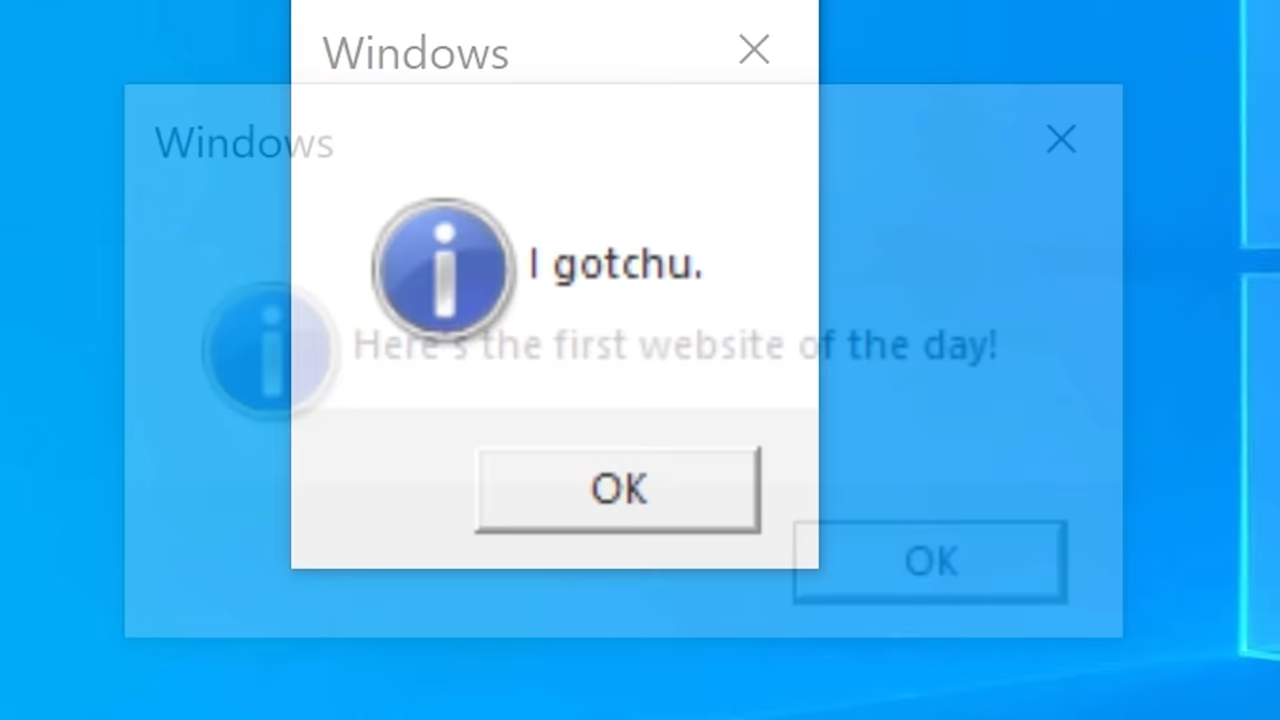 Windows
Windows
I gotchu.
Here's the first website of the day!
OK
OK